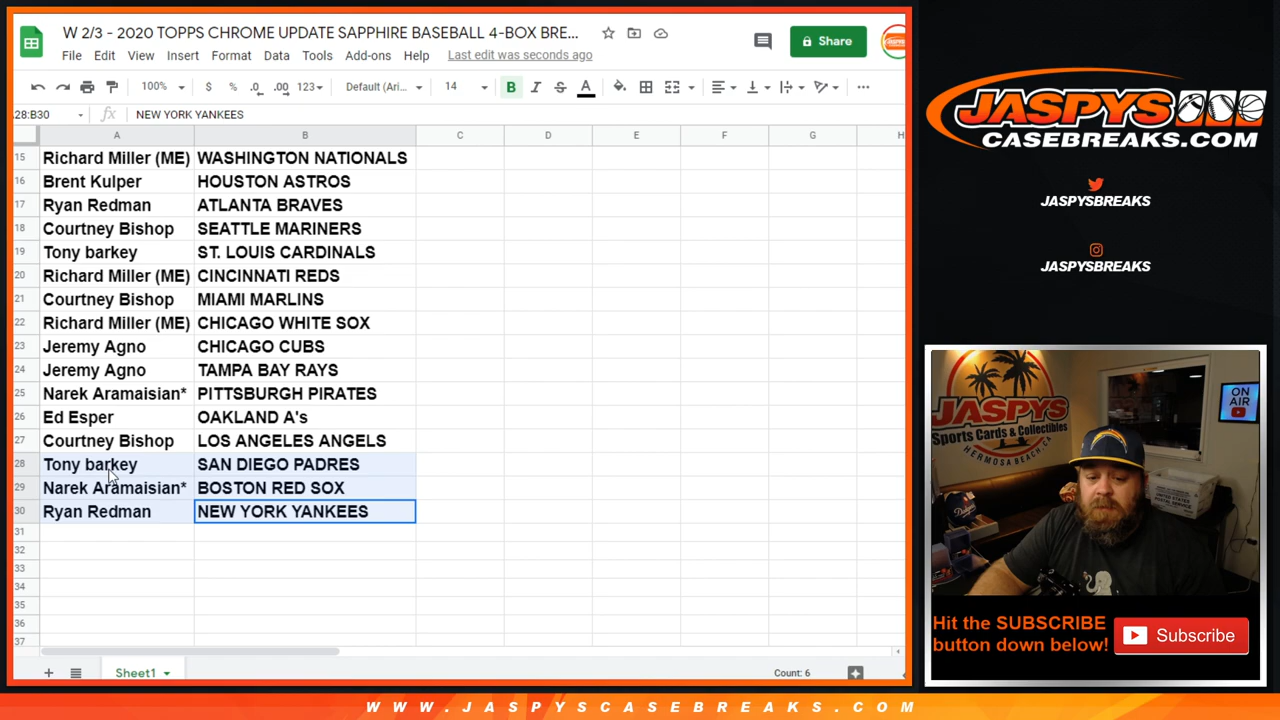 W 2/3 - 2020 TOPPS CHROME UPDATE SAPPHIRE BASEBALL 4-BOX BRE...
File Edit View Insert Format Data Tools Add-ons Help Last edit was seconds ago
Share
100% $ % .0 .00 123 Default (Ari... 14 B I S A
28:B30 fx NEW YORK YANKEES
A B C D E F G H
15 Richard Miller (ME) WASHINGTON NATIONALS
16 Brent Kulper HOUSTON ASTROS
17 Ryan Redman ATLANTA BRAVES
18 Courtney Bishop SEATTLE MARINERS
19 Tony barkey ST. LOUIS CARDINALS
20 Richard Miller (ME) CINCINNATI REDS
21 Courtney Bishop MIAMI MARLINS
22 Richard Miller (ME) CHICAGO WHITE SOX
23 Jeremy Agno CHICAGO CUBS
24 Jeremy Agno TAMPA BAY RAYS
25 Narek Aramaisian* PITTSBURGH PIRATES
26 Ed Esper OAKLAND A's
27 Courtney Bishop LOS ANGELES ANGELS
28 Tony barkey SAN DIEGO PADRES
29 Narek Aramaisian* BOSTON RED SOX
30 Ryan Redman NEW YORK YANKEES
31
32
33
34
35
36
37
Sheet1
Count: 6
JASPYS
CASEBREAKS.COM
JASPYSBREAKS
JASPYSBREAKS
JASPYS
Sports Cards & Collectibles
HERMOSA BEACH, CA
ON AIR
Hit the SUBSCRIBE
button down below!
Subscribe
WWW.JASPYSCASEBREAKS.COM